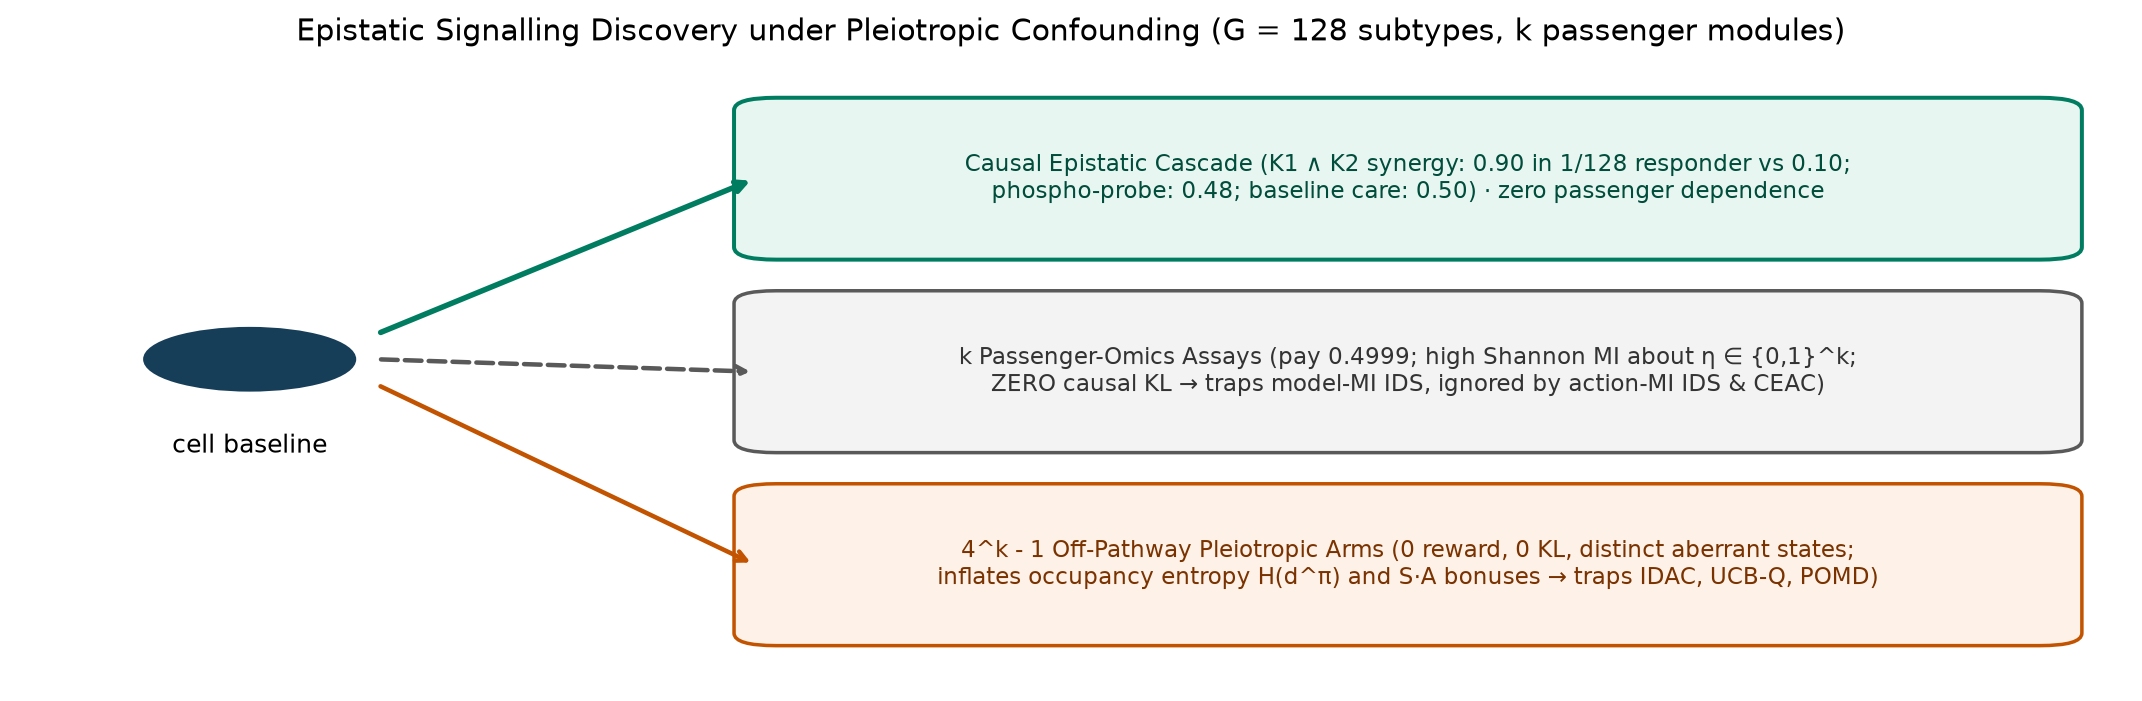 Epistatic Signalling Discovery under Pleiotropic Confounding (G = 128 subtypes, k passenger modules)
Causal Epistatic Cascade (K1 ∧ K2 synergy: 0.90 in 1/128 responder vs 0.10;
phospho-probe: 0.48; baseline care: 0.50) · zero passenger dependence
k Passenger-Omics Assays (pay 0.4999; high Shannon MI about η ∈ {0,1}^k;
ZERO causal KL → traps model-MI IDS, ignored by action-MI IDS & CEAC)
cell baseline
4^k - 1 Off-Pathway Pleiotropic Arms (0 reward, 0 KL, distinct aberrant states;
inflates occupancy entropy H(d^π) and S·A bonuses → traps IDAC, UCB-Q, POMD)